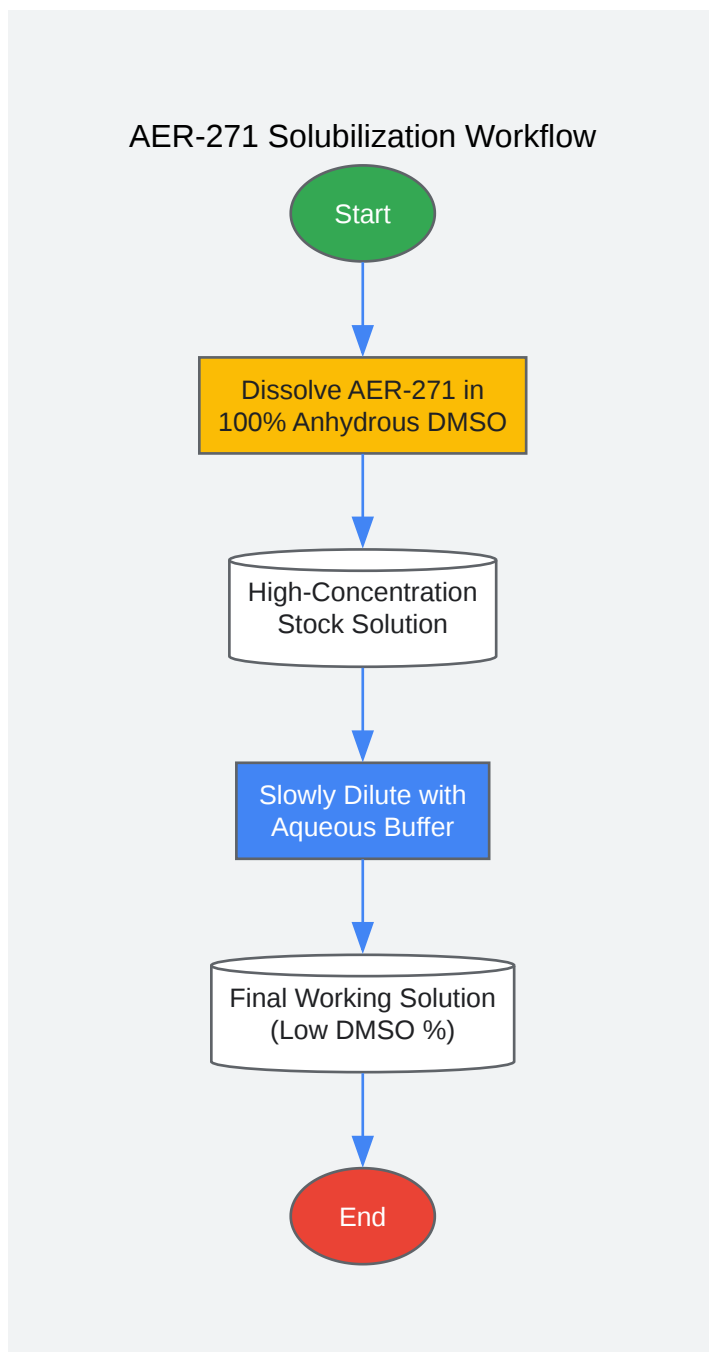 AER-271 Solubilization Workflow
Start
Dissolve AER-271 in
100% Anhydrous DMSO
High-Concentration
Stock Solution
Slowly Dilute with
Aqueous Buffer
Final Working Solution
(Low DMSO %)
End